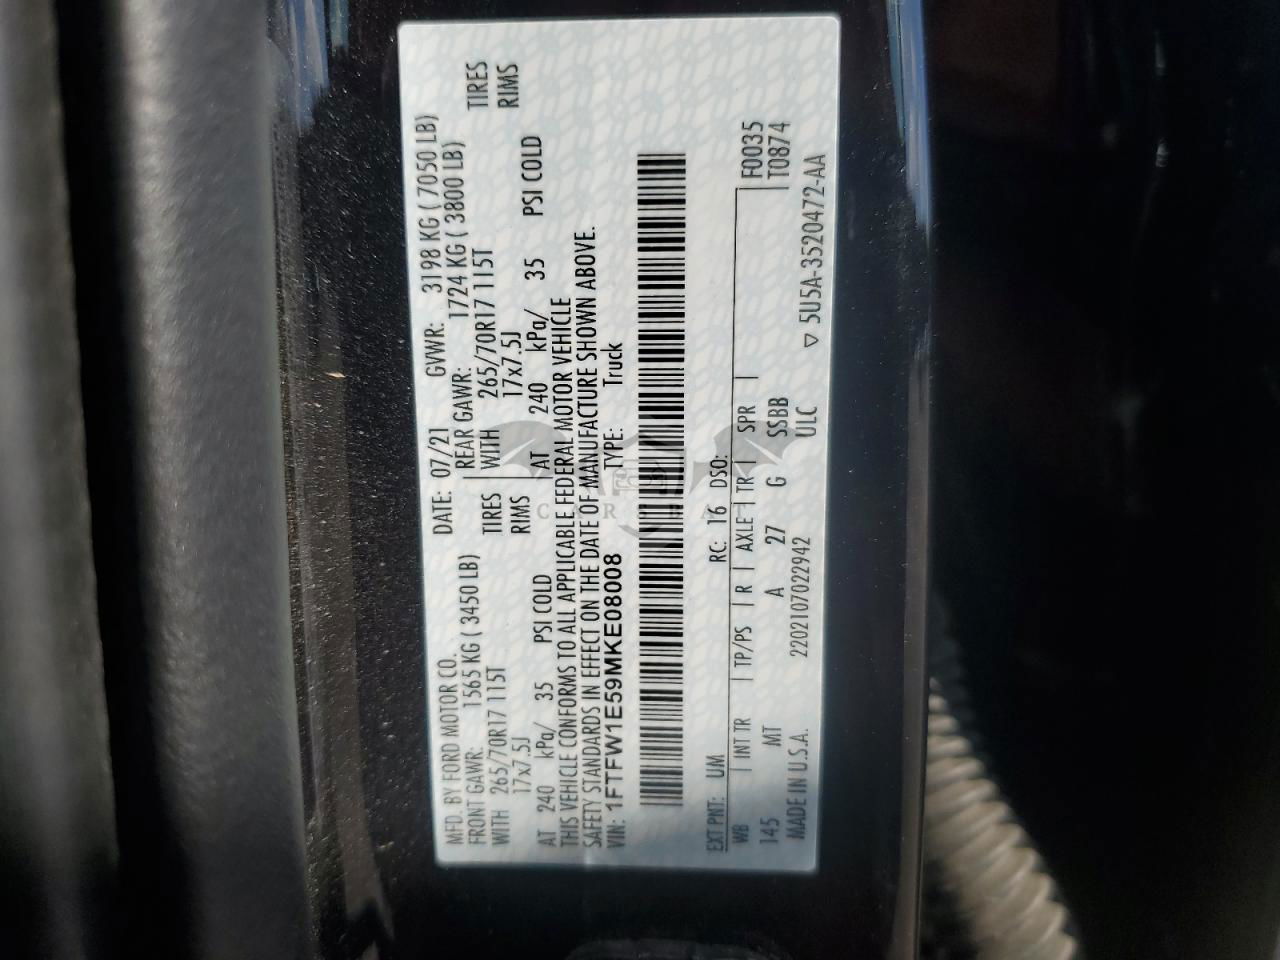 MFD. BY FORD MOTOR CO.
DATE: 07/21 GVWR: 3198 KG ( 7050 LB)
FRONT GAWR: 1565 KG ( 3450 LB) REAR GAWR: 1724 KG ( 3800 LB)
WITH 265/70R17 115T TIRES WITH 265/70R17 115T TIRES
17x7.5J RIMS 17x7.5J RIMS
AT 240 kPa/ 35 PSI COLD AT 240 kPa/ 35 PSI COLD
THIS VEHICLE CONFORMS TO ALL APPLICABLE FEDERAL MOTOR VEHICLE
SAFETY STANDARDS IN EFFECT ON THE DATE OF MANUFACTURE SHOWN ABOVE.
VIN: 1FTFW1E59MKE08008 TYPE: Truck
CARSBAT
EXT PNT: UM RC: 16 DSO: F0035
WB INT TR TP/PS R AXLE TR SPR T0874
145 MT A 27 G SSBB
MADE IN U.S.A. 2202107022942 ULC ▽ 5U5A-3520472-AA